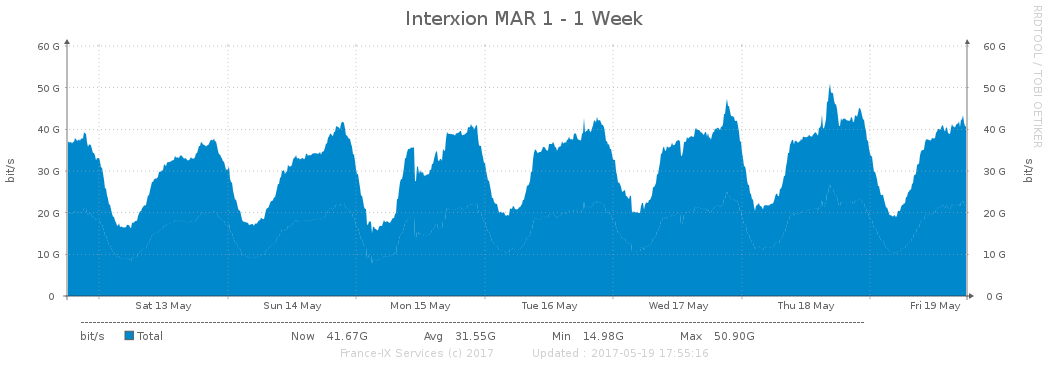 Interxion MAR 1 - 1 Week
RRDTOOL / TOBI OETIKER
bit/s
60 G
50 G
40 G
30 G
20 G
10 G
0
60 G
50 G
40 G
30 G
20 G
10 G
0 G
bit/s
Sat 13 May Sun 14 May Mon 15 May Tue 16 May Wed 17 May Thu 18 May Fri 19 May
bit/s Total Now 41.67G Avg 31.55G Min 14.98G Max 50.90G
France-IX Services (c) 2017 Updated : 2017-05-19 17:55:16